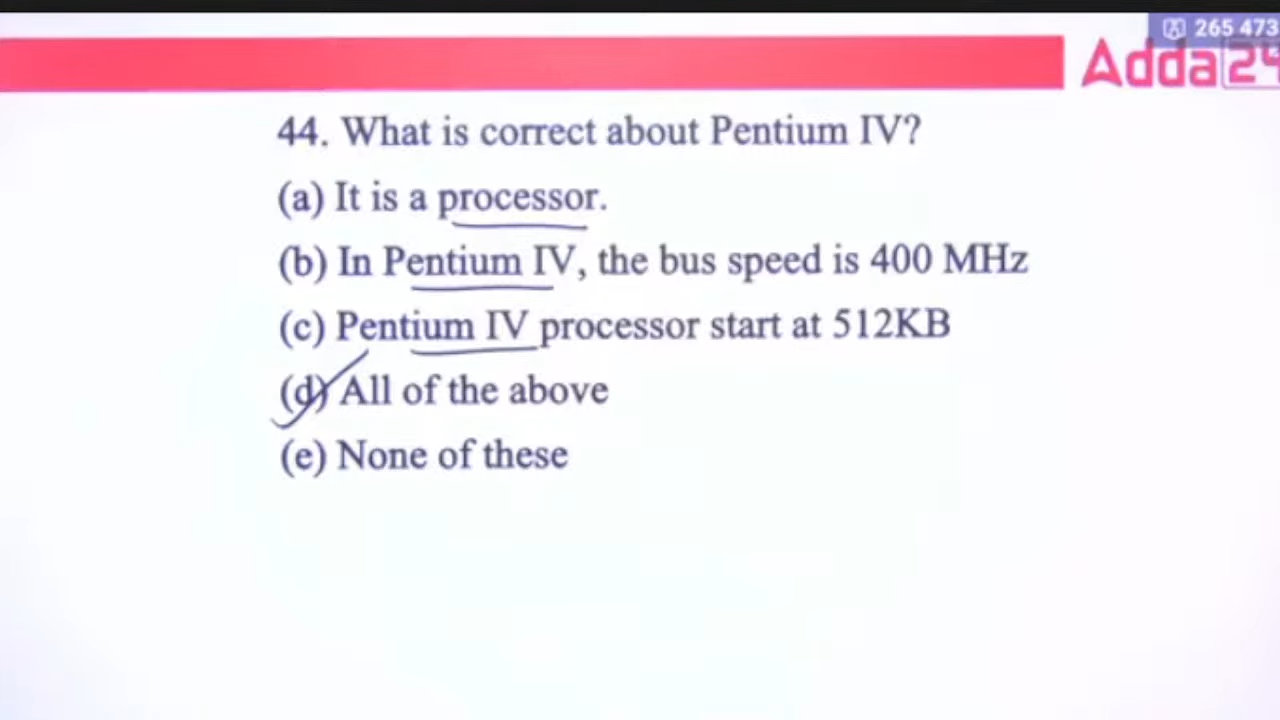 265 473
Adda24
44. What is correct about Pentium IV?
(a) It is a processor.
(b) In Pentium IV, the bus speed is 400 MHz
(c) Pentium IV processor start at 512KB
(d) All of the above
(e) None of these